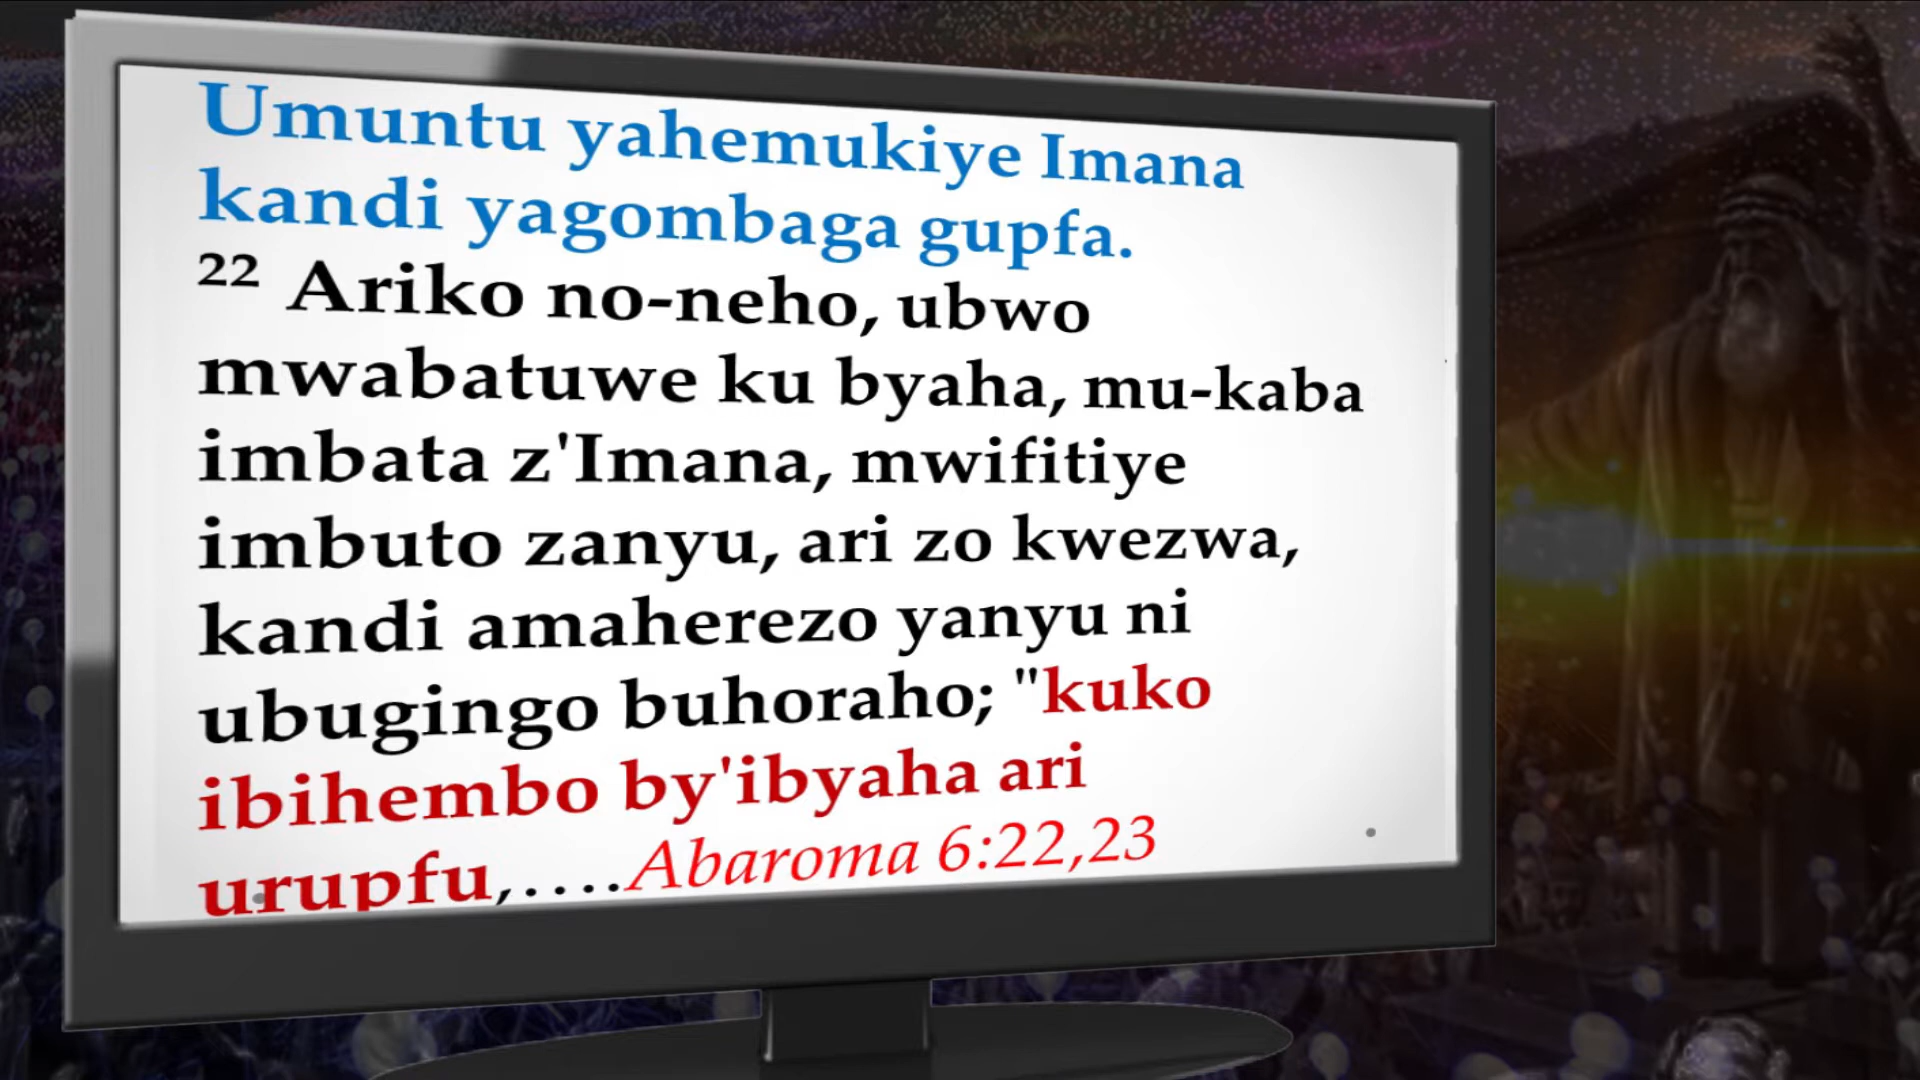 Umuntu yahemukiye Imana
kandi yagombaga gupfa.
²² Ariko no-neho, ubwo
mwabatuwe ku byaha, mu-kaba
imbata z'Imana, mwifitiye
imbuto zanyu, ari zo kwezwa,
kandi amaherezo yanyu ni
ubugingo buhoraho; "kuko
ibihembo by'ibyaha ari
urupfu,....Abaroma 6:22,23